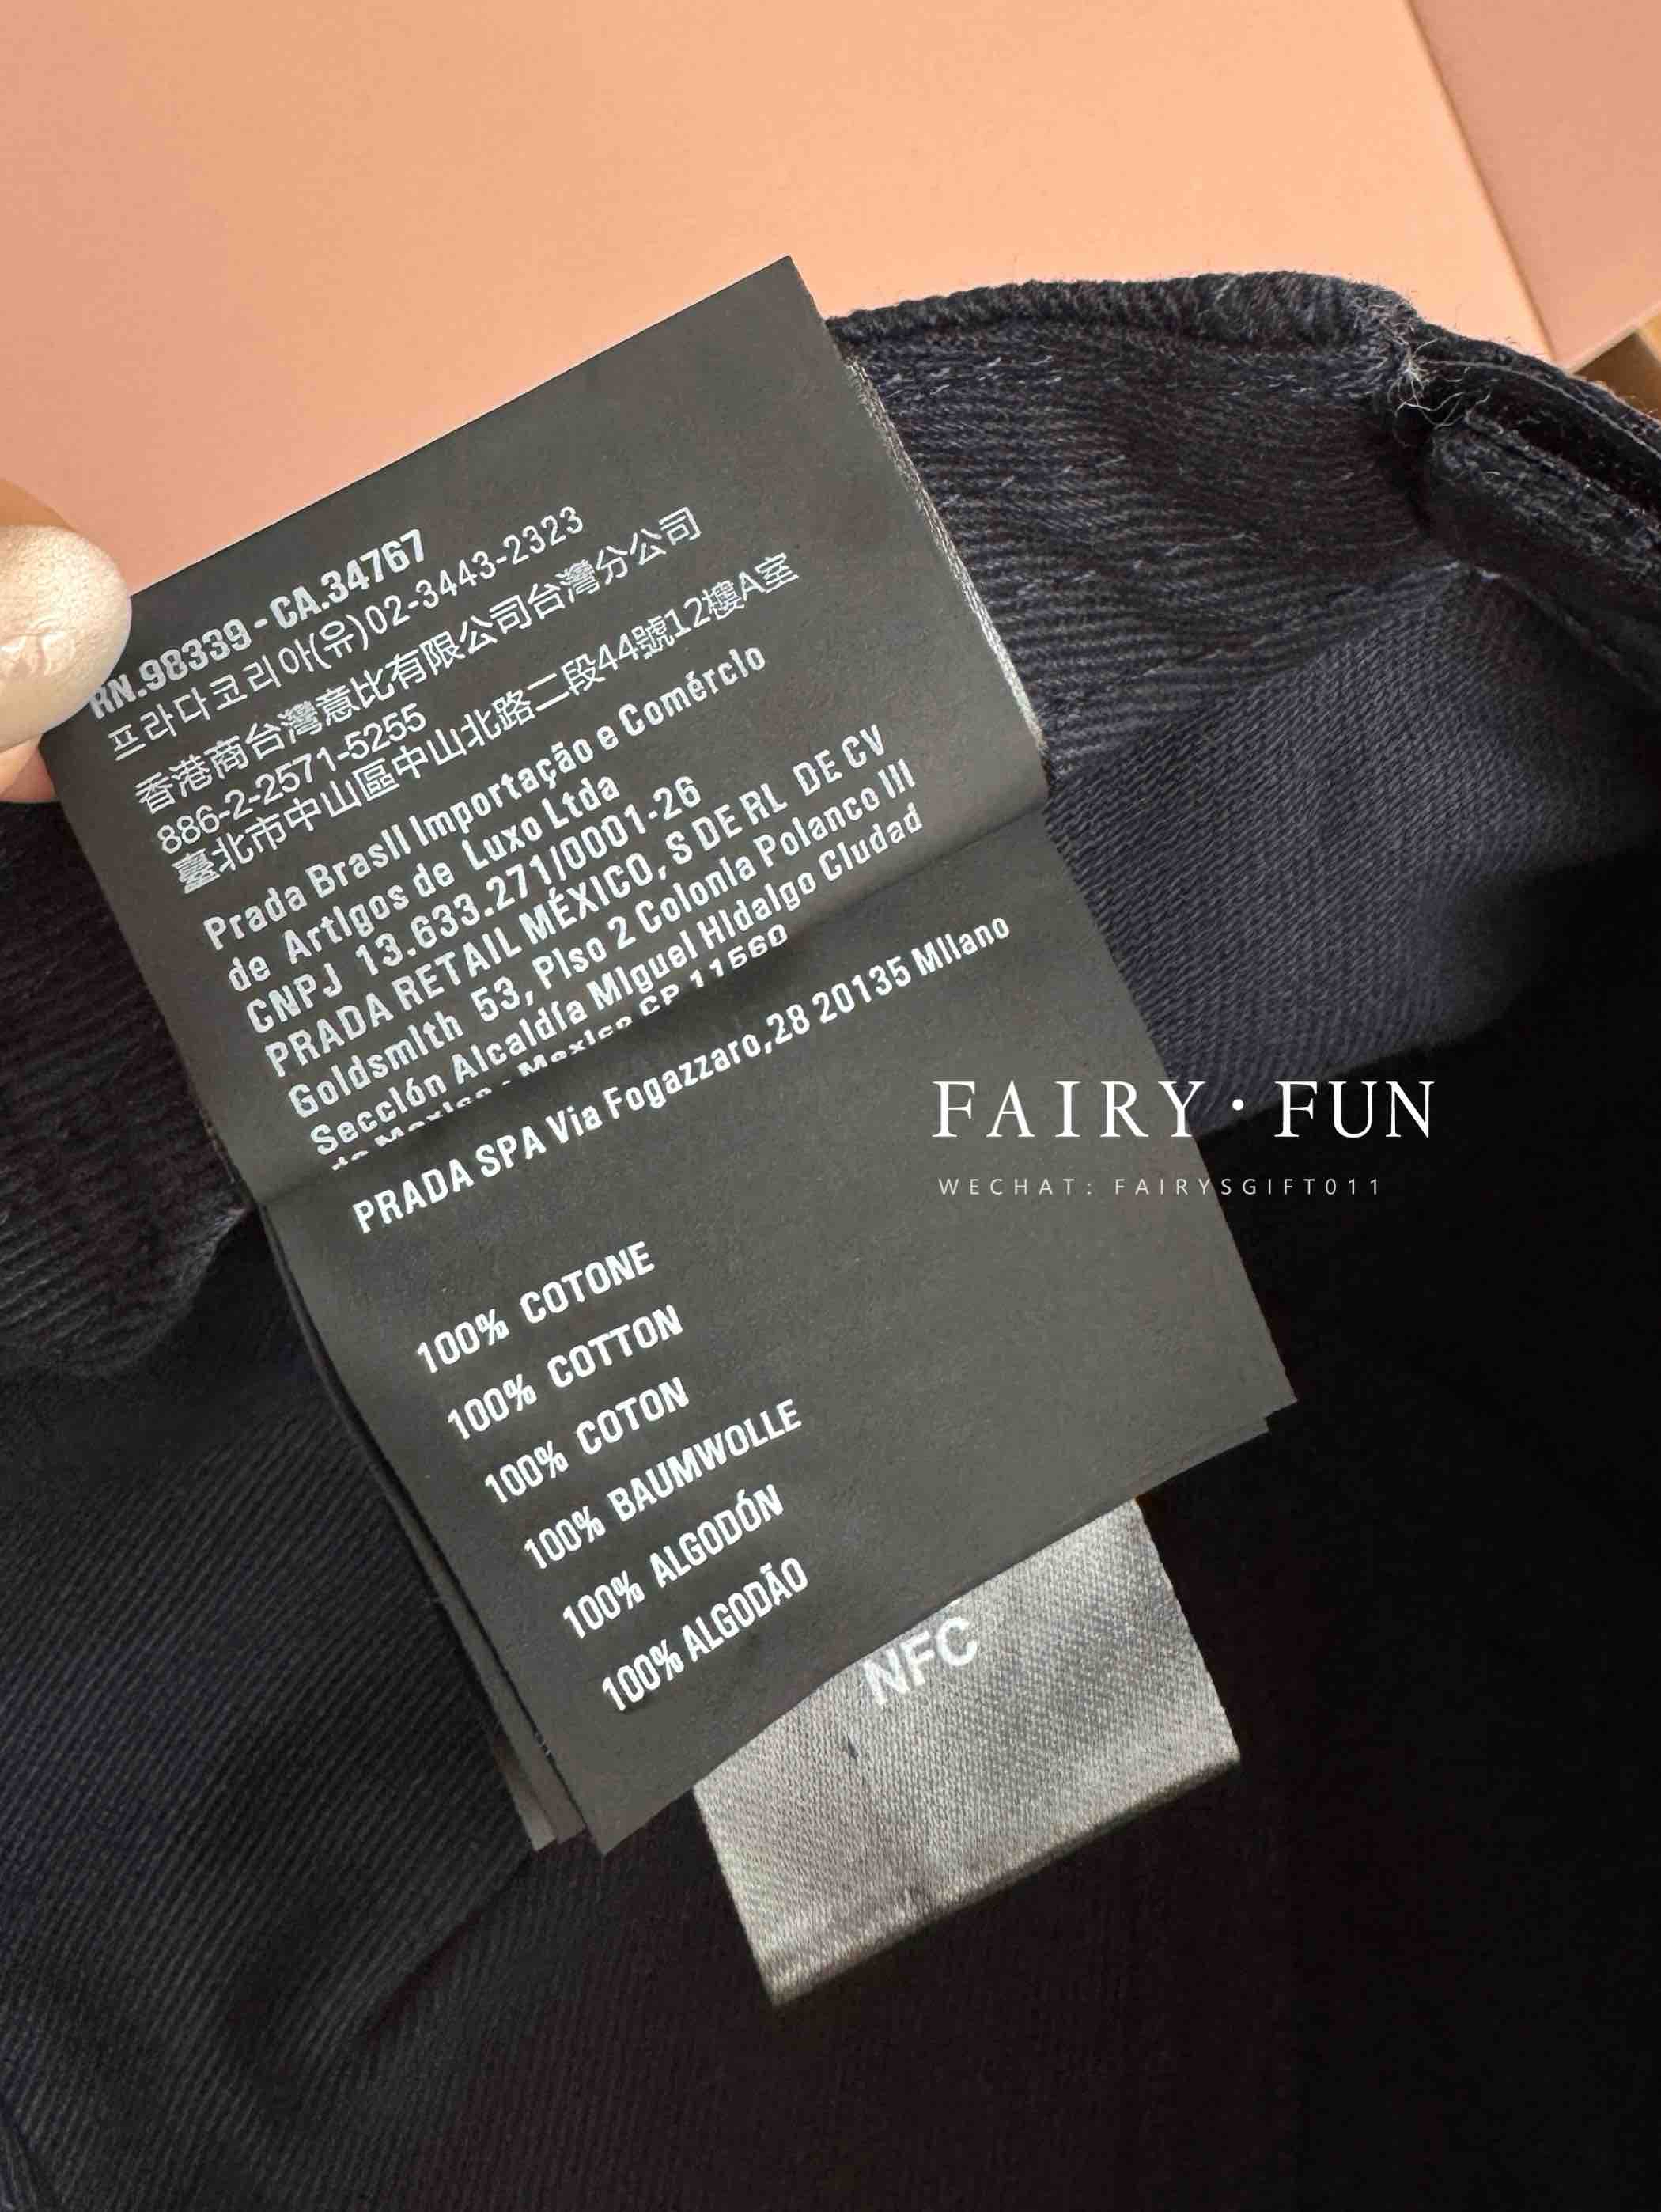 RN.98339 - CA.34767
프라다코리아(유)02-3443-2323
香港商台灣意比有限公司台灣分公司
886-2-2571-5255
臺北市中山區中山北路二段44號12樓A室
Prada Brasil Importação e Comércio
de Artigos de Luxo Ltda
CNPJ 13.633.271/0001-26
PRADA RETAIL MÉXICO, S DE RL DE CV
Goldsmith 53, Piso 2 Colonia Polanco III
Sección Alcaldía Miguel Hidalgo Ciudad
de Mexico - Mexico CP 11560
PRADA SPA Via Fogazzaro,28 20135 Milano
100% COTONE
100% COTTON
100% COTON
100% BAUMWOLLE
100% ALGODÓN
100% ALGODÃO
NFC
FAIRY·FUN
WECHAT: FAIRYSGIFT011